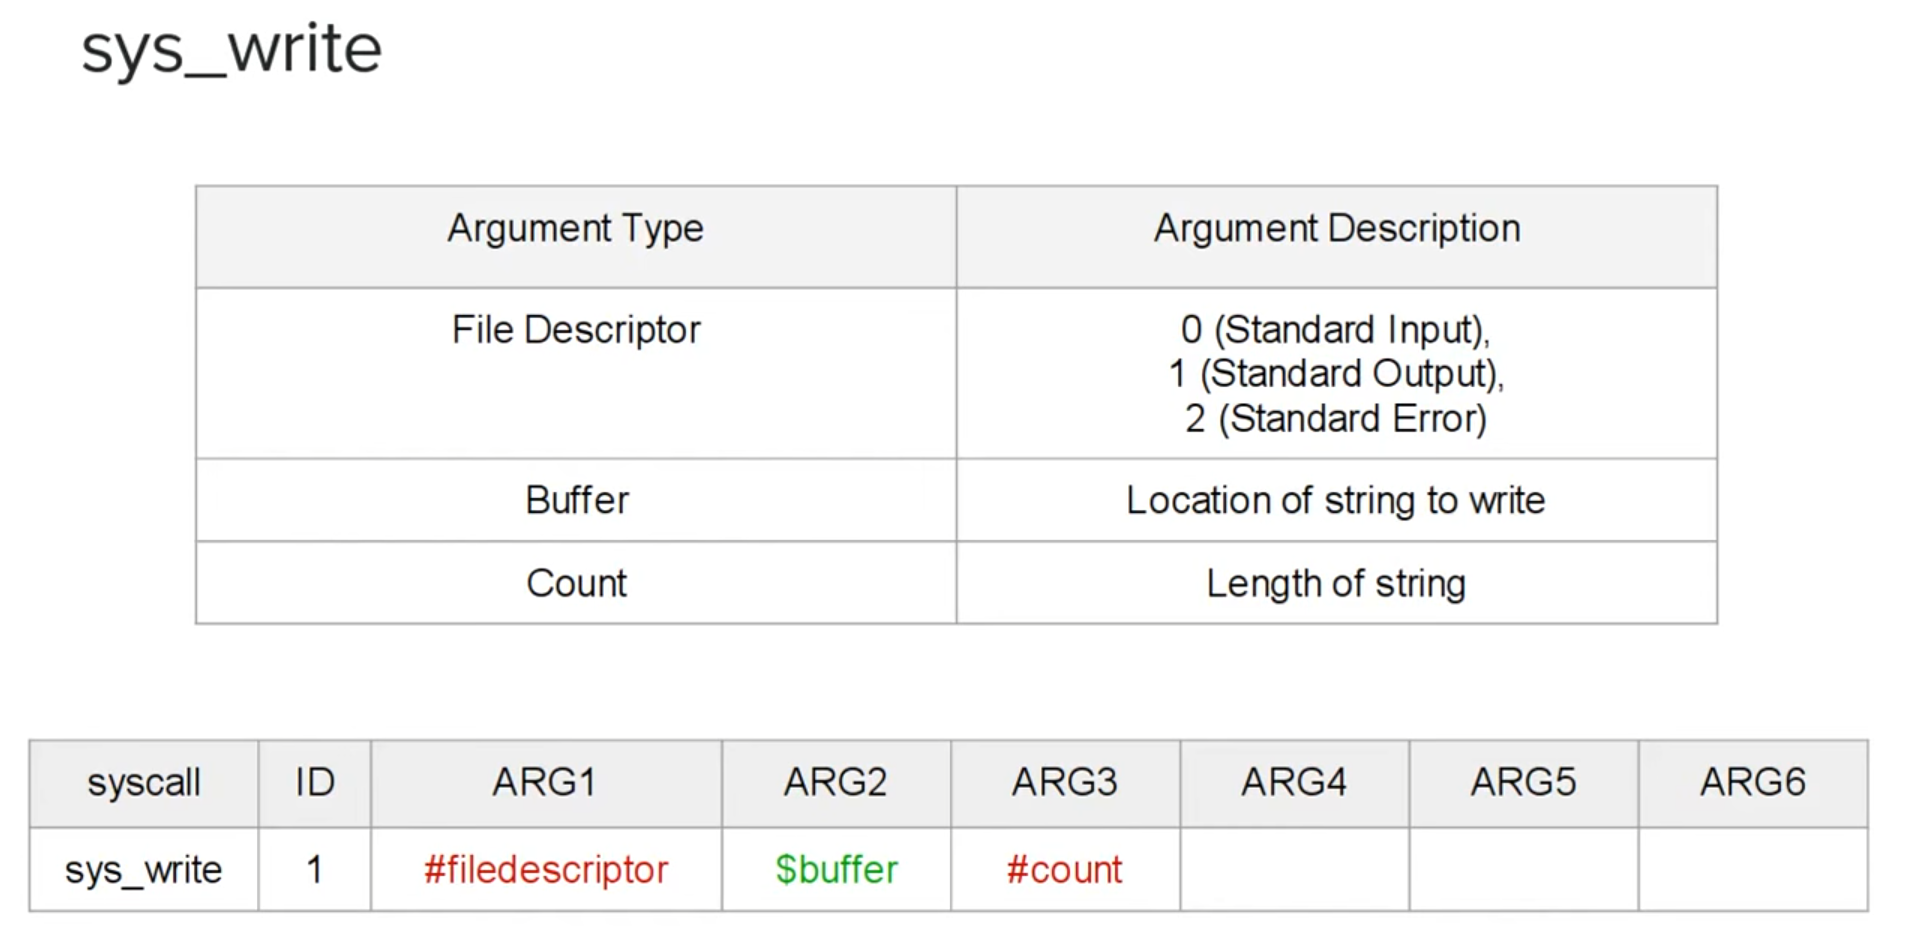 sys_write
Argument Type Argument Description
File Descriptor 0 (Standard Input),
1 (Standard Output),
2 (Standard Error)
Buffer Location of string to write
Count Length of string
syscall ID ARG1 ARG2 ARG3 ARG4 ARG5 ARG6
sys_write 1 #filedescriptor $buffer #count